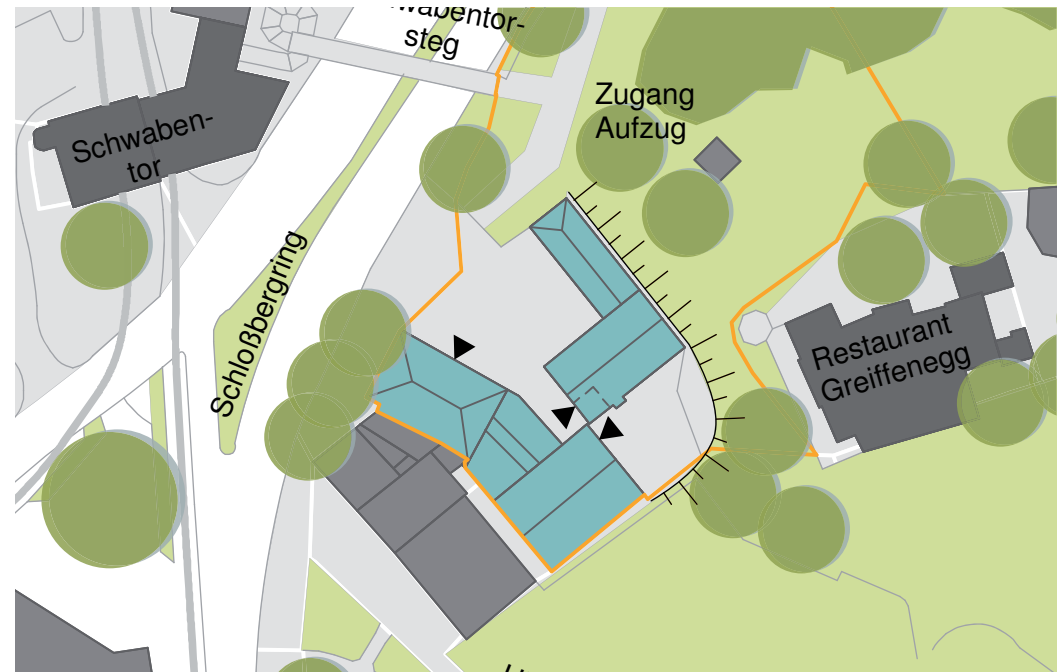 steg
Zugang
Aufzug
Schwaben-
tor
Schloßbergring
Restaurant
Greiffenegg